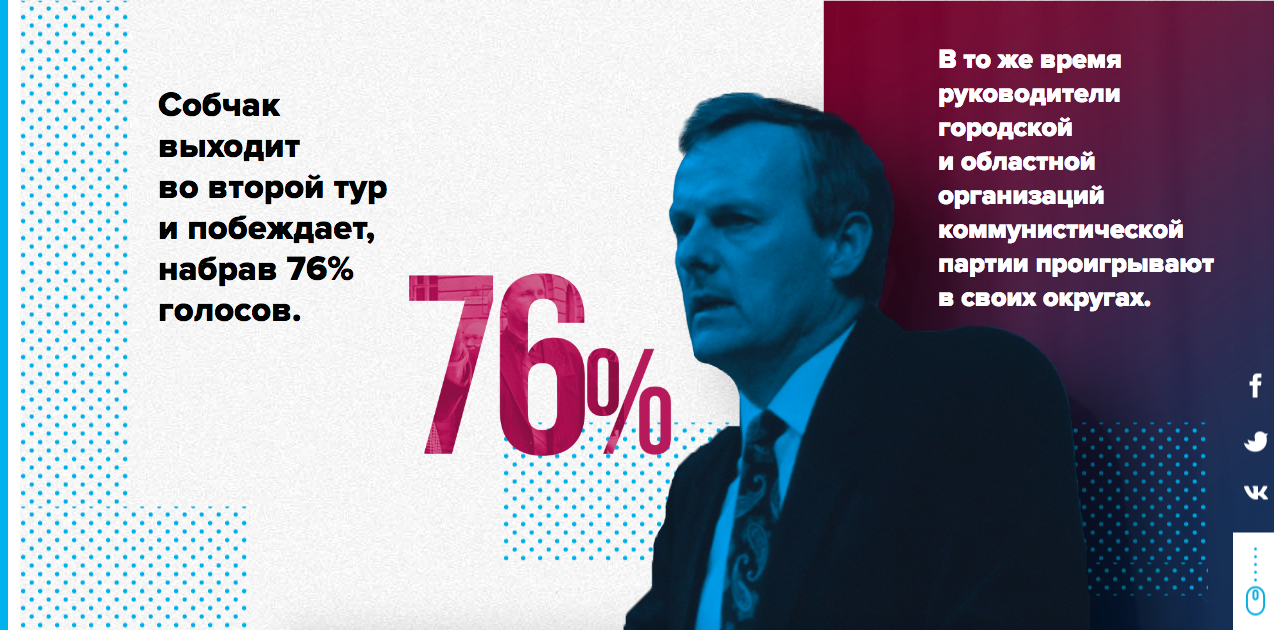 Собчак
выходит
во второй тур
и побеждает,
набрав 76%
голосов.
76%
В то же время
руководители
городской
и областной
организаций
коммунистической
партии проигрывают
в своих округах.